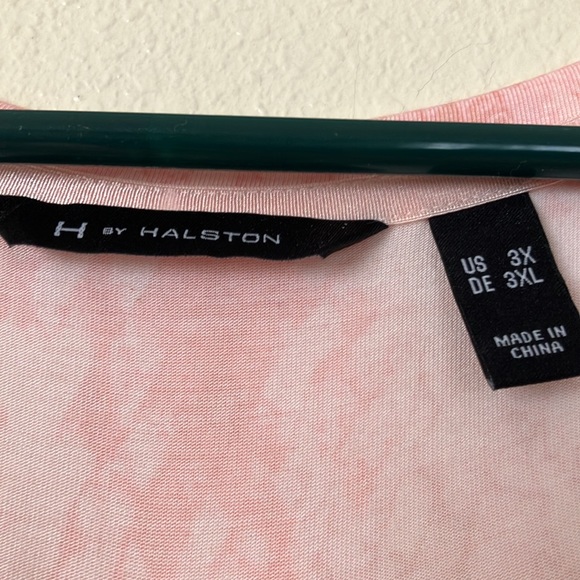 H BY HALSTON
US 3X
DE 3XL
MADE IN
CHINA